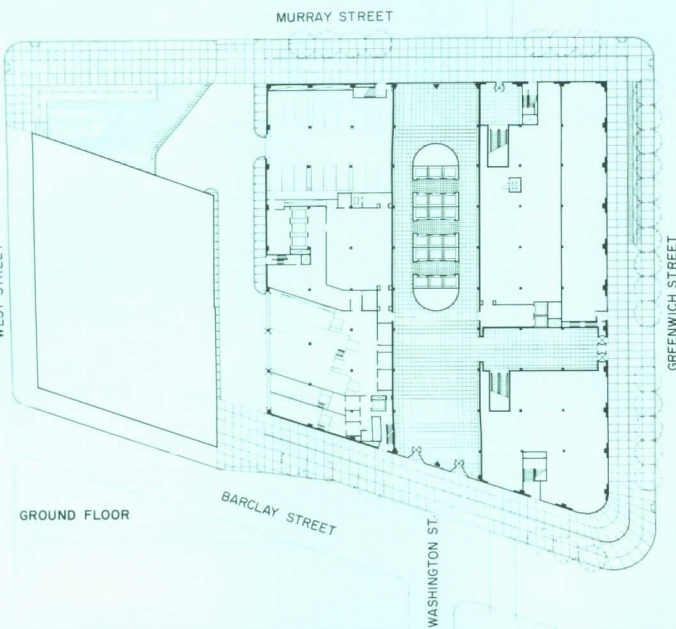 MURRAY STREET
WEST STREET
GREENWICH STREET
GROUND FLOOR
BARCLAY STREET
WASHINGTON ST.